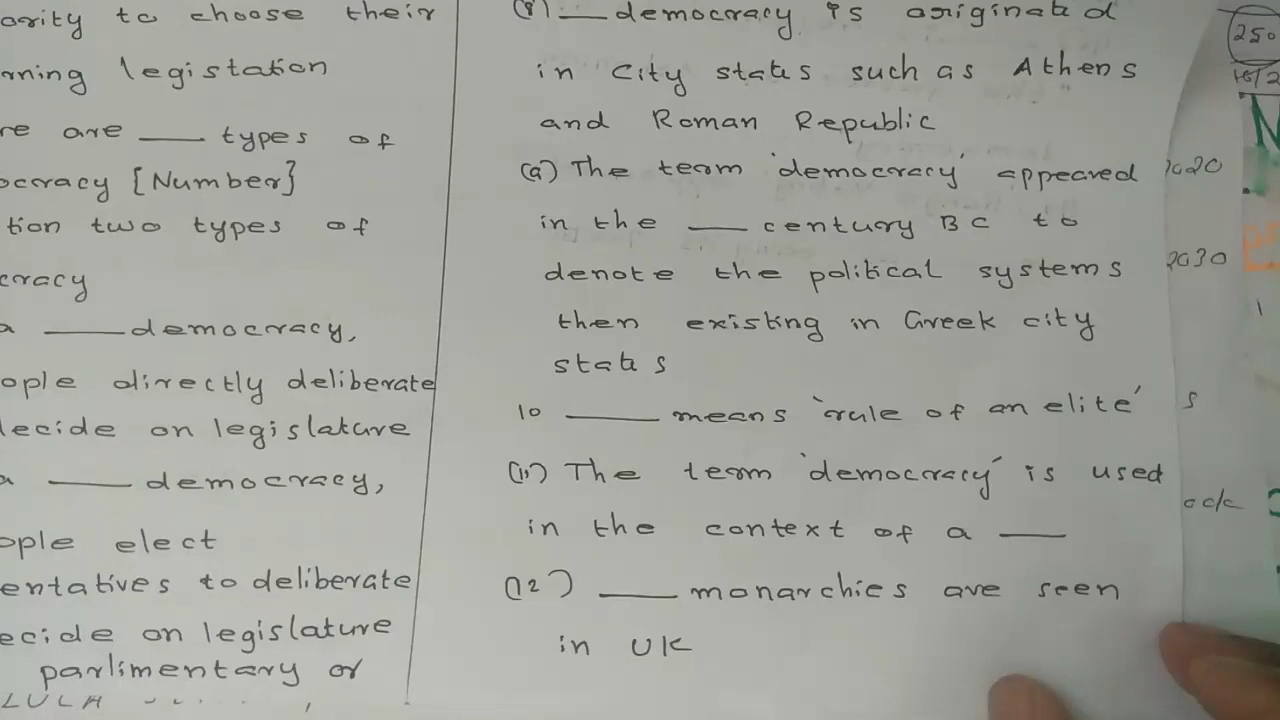 ority to choose their
rning legistation
re are ___ types of
ocracy [Number]
tion two types of
cracy
a ___ democracy,
ople directly deliberate
decide on legislature
a ___ democracy,
ople elect
entatives to deliberate
ecide on legislature
parlimentary or
(8) ___ democracy is originated
in city states such as Athens
and Roman Republic
(9) The term 'democracy' appeared
in the ___ century BC to
denote the political systems
then existing in Greek city
states
10 ___ means 'rule of an elite'
(11) The term 'democracy' is used
in the context of a ___
(12) ___ monarchies are seen
in UK
250
2020
2030